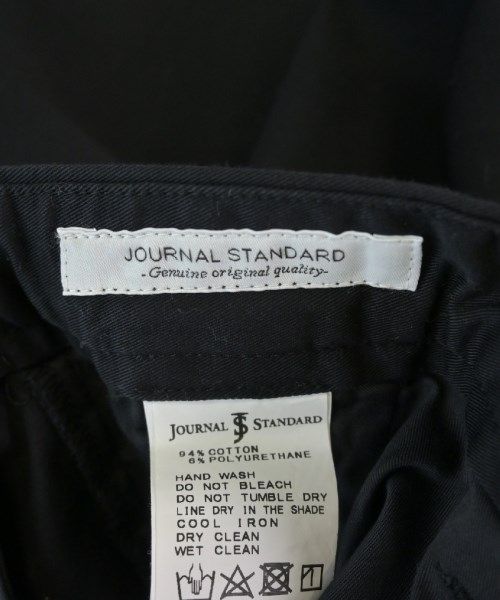 JOURNAL STANDARD
-Genuine original quality-
JOURNAL JS STANDARD
94% COTTON
6% POLYURETHANE
HAND WASH
DO NOT BLEACH
DO NOT TUMBLE DRY
LINE DRY IN THE SHADE
COOL IRON
DRY CLEAN
WET CLEAN